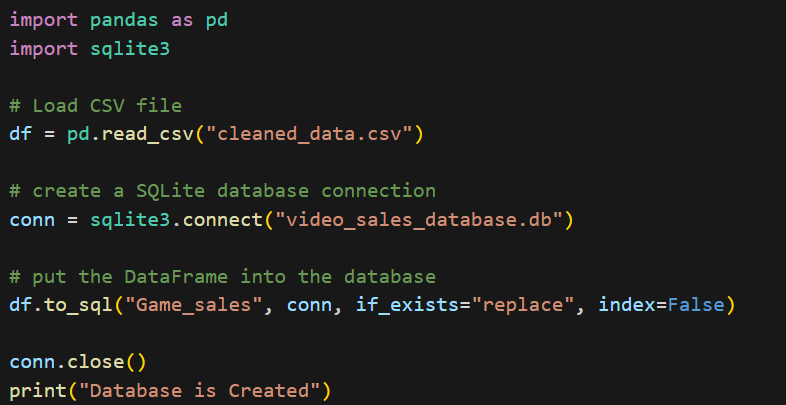 import pandas as pd
import sqlite3
# Load CSV file
df = pd.read_csv("cleaned_data.csv")
# create a SQLite database connection
conn = sqlite3.connect("video_sales_database.db")
# put the DataFrame into the database
df.to_sql("Game_sales", conn, if_exists="replace", index=False)
conn.close()
print("Database is Created")